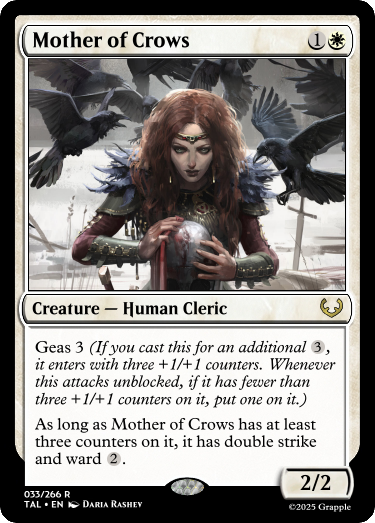 Mother of Crows 1
Creature — Human Cleric
Geas 3 (If you cast this for an additional 3,
it enters with three +1/+1 counters. Whenever
this attacks unblocked, if it has fewer than
three +1/+1 counters on it, put one on it.)
As long as Mother of Crows has at least
three counters on it, it has double strike
and ward 2.
2/2
033/266 R
TAL • EN Daria Rashev
©2025 Grapple